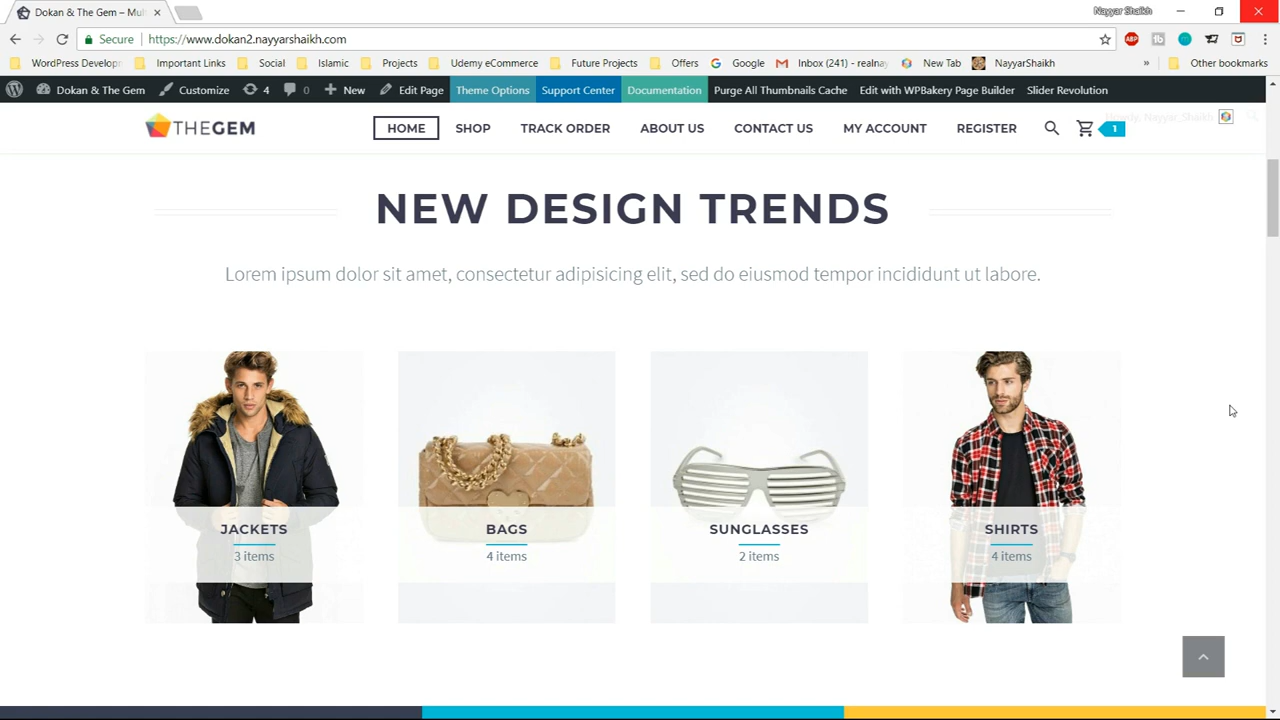 Dokan & The Gem – Mul
Nayyar Shaikh
Secure
https://www.dokan2.nayyarshaikh.com
ABP
WordPress Develop
Important Links
Social
Islamic
Projects
Udemy eCommerce
Future Projects
Offers
Google
Inbox (241) - realnay
New Tab
NayyarShaikh
»
Other bookmarks
Dokan & The Gem
Customize
4
0
New
Edit Page
Theme Options
Support Center
Documentation
Purge All Thumbnails Cache
Edit with WPBakery Page Builder
Slider Revolution
Howdy, Nayyar Shaikh
THEGEM
HOME
SHOP
TRACK ORDER
ABOUT US
CONTACT US
MY ACCOUNT
REGISTER
1
NEW DESIGN TRENDS
Lorem ipsum dolor sit amet, consectetur adipisicing elit, sed do eiusmod tempor incididunt ut labore.
JACKETS
3 items
BAGS
4 items
SUNGLASSES
2 items
SHIRTS
4 items